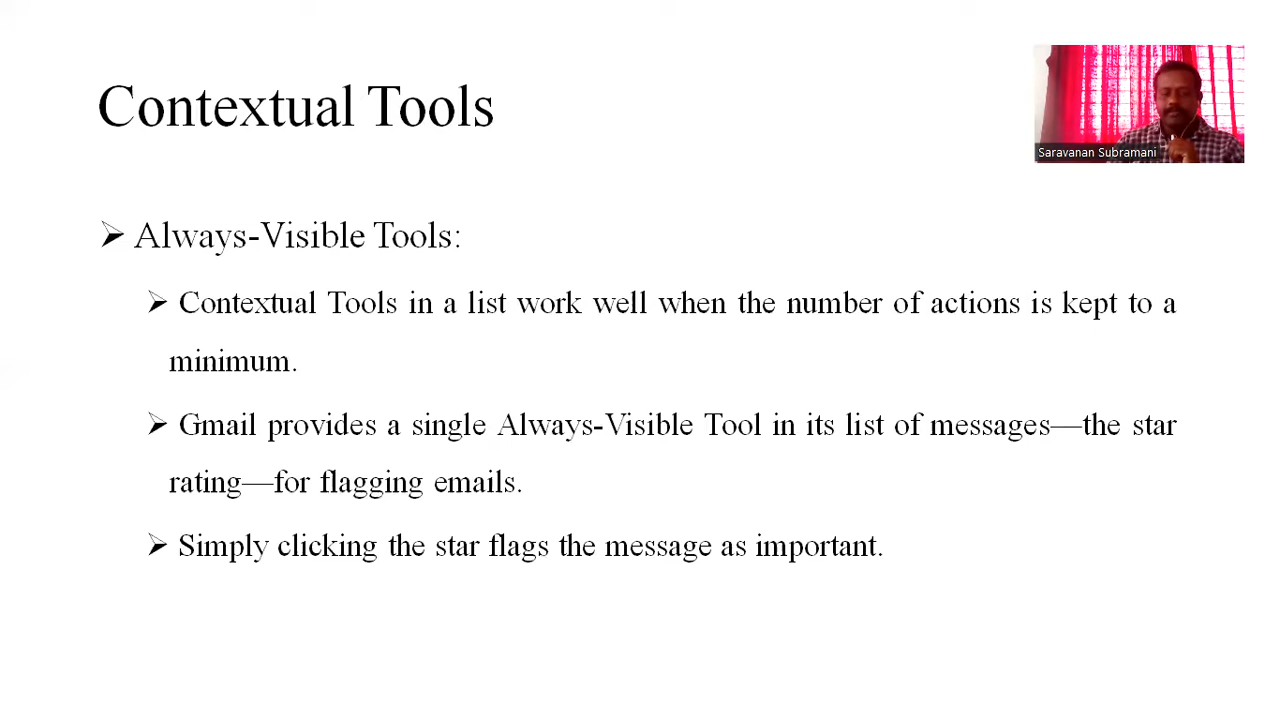 Contextual Tools
Saravanan Subramani
➢ Always-Visible Tools:
➢ Contextual Tools in a list work well when the number of actions is kept to a
minimum.
➢ Gmail provides a single Always-Visible Tool in its list of messages—the star
rating—for flagging emails.
➢ Simply clicking the star flags the message as important.